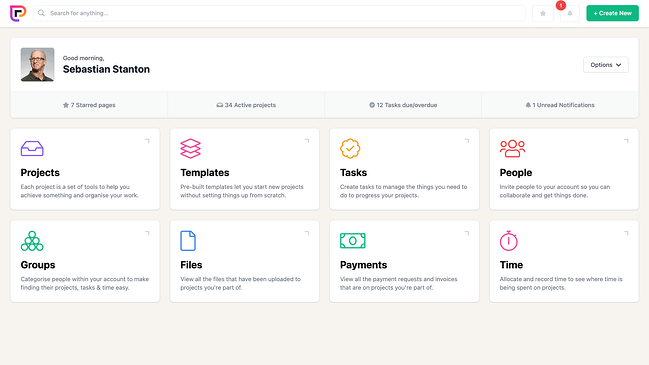 Search for anything...
1
+ Create New
Good morning,
Sebastian Stanton
Options
7 Starred pages
34 Active projects
12 Tasks due/overdue
1 Unread Notifications
Projects
Each project is a set of tools to help you
achieve something and organise your work.
Templates
Pre-built templates let you start new projects
without setting things up from scratch.
Tasks
Create tasks to manage the things you need to
do to progress your projects.
People
Invite people to your account so you can
collaborate and get things done.
Groups
Categorise people within your account to make
finding their projects, tasks & time easy.
Files
View all the files that have been uploaded to
projects you're part of.
Payments
View all the payment requests and invoices
that are on projects you're part of.
Time
Allocate and record time to see where time is
being spent on projects.